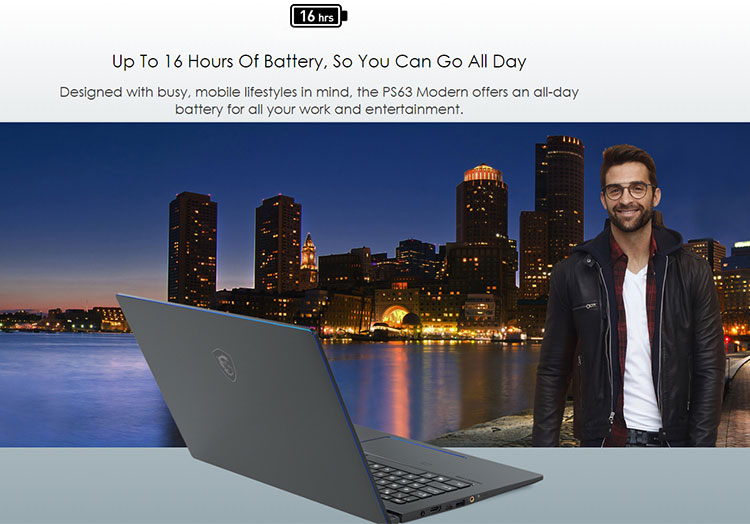 16 hrs
Up To 16 Hours Of Battery, So You Can Go All Day
Designed with busy, mobile lifestyles in mind, the PS63 Modern offers an all-day
battery for all your work and entertainment.